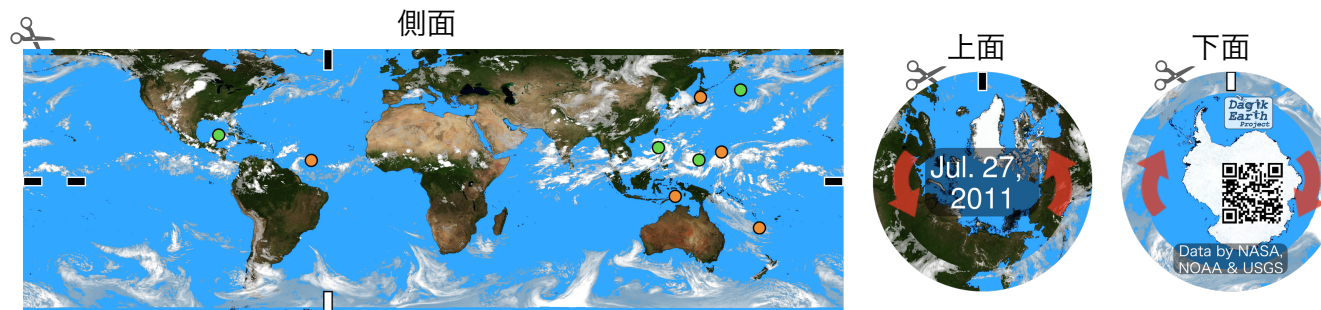 側面
上面
下面
Jul. 27,
2011
Dagik
Earth
Project
Data by NASA,
NOAA & USGS